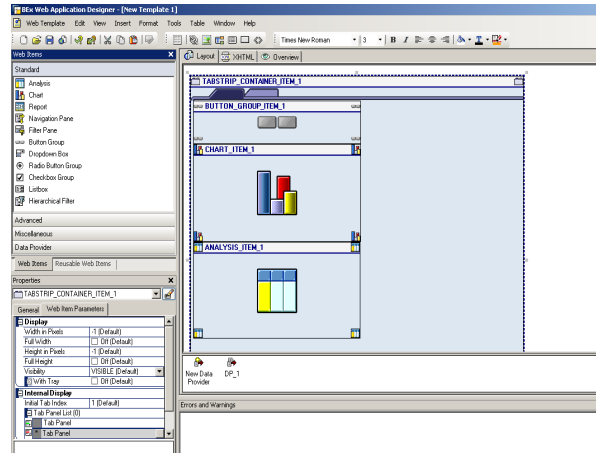 BEx Web Application Designer - [New Template 1]
Web Template Edit View Insert Format Tools Table Window Help
Times New Roman 3 B I
Web Items
Standard
Analysis
Chart
Report
Navigation Pane
Filter Pane
Button Group
Dropdown Box
Radio Button Group
Checkbox Group
Listbox
Hierarchical Filter
Advanced
Miscellaneous
Data Provider
Web Items Reusable Web Items
Properties
TABSTRIP_CONTAINER_ITEM_1
General Web Item Parameters
Display
Width in Pixels -1 (Default)
Full Width Off (Default)
Height in Pixels -1 (Default)
Full Height Off (Default)
Visibility VISIBLE (Default)
With Tray Off (Default)
Internal Display
Initial Tab Index 1 (Default)
Tab Panel List (0)
Tab Panel
* Tab Panel
Layout XHTML Overview
TABSTRIP_CONTAINER_ITEM_1
BUTTON_GROUP_ITEM_1
CHART_ITEM_1
ANALYSIS_ITEM_1
New Data Provider DP_1
Errors and Warnings